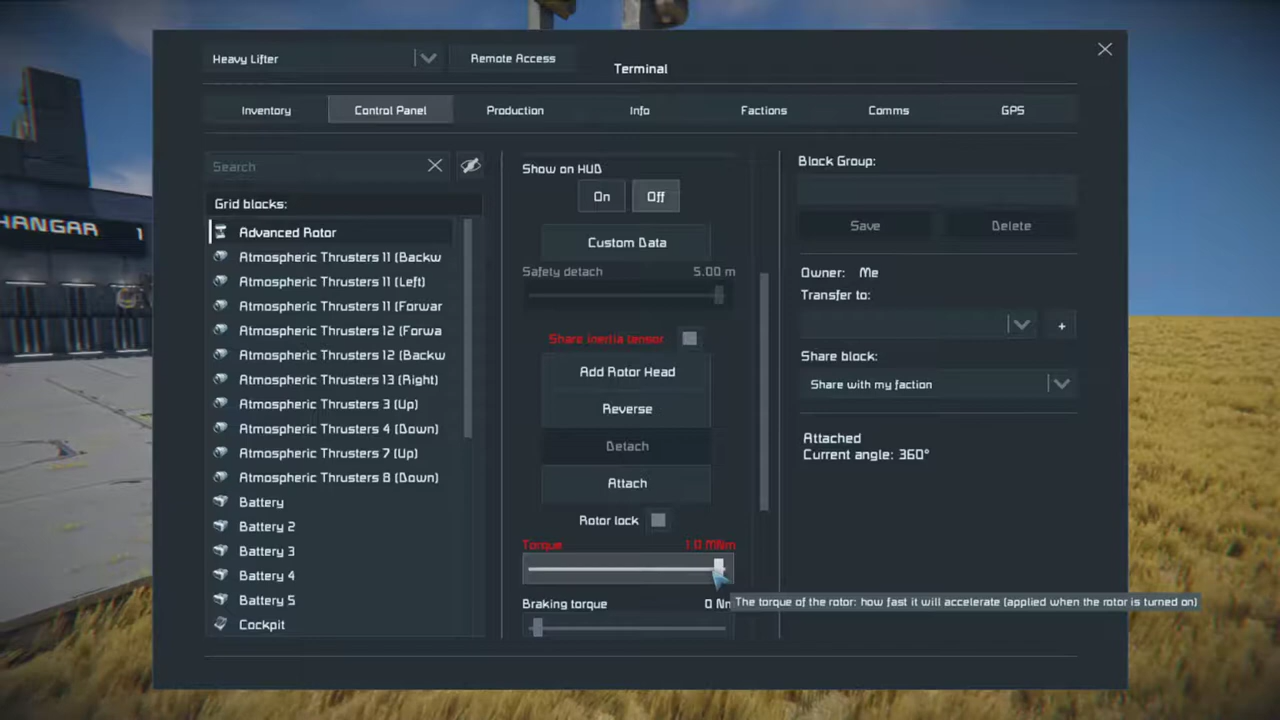 Heavy Lifter
Remote Access
Terminal
Inventory
Control Panel
Production
Info
Factions
Comms
GPS
HANGAR 1
Search
Grid blocks:
Advanced Rotor
Atmospheric Thrusters 11 (Backw
Atmospheric Thrusters 11 (Left)
Atmospheric Thrusters 11 (Forwar
Atmospheric Thrusters 12 (Forwa
Atmospheric Thrusters 12 (Backw
Atmospheric Thrusters 13 (Right)
Atmospheric Thrusters 3 (Up)
Atmospheric Thrusters 4 (Down)
Atmospheric Thrusters 7 (Up)
Atmospheric Thrusters 8 (Down)
Battery
Battery 2
Battery 3
Battery 4
Battery 5
Cockpit
Show on HUD
On Off
Custom Data
Safety detach 5.00 m
Share inertia tensor
Add Rotor Head
Reverse
Detach
Attach
Rotor lock
Torque
Braking torque 0 Nm
The torque of the rotor: how fast it will accelerate (applied when the rotor is turned on)
Block Group:
Save Delete
Owner: Me
Transfer to:
+
Share block:
Share with my faction
Attached
Current angle: 360°